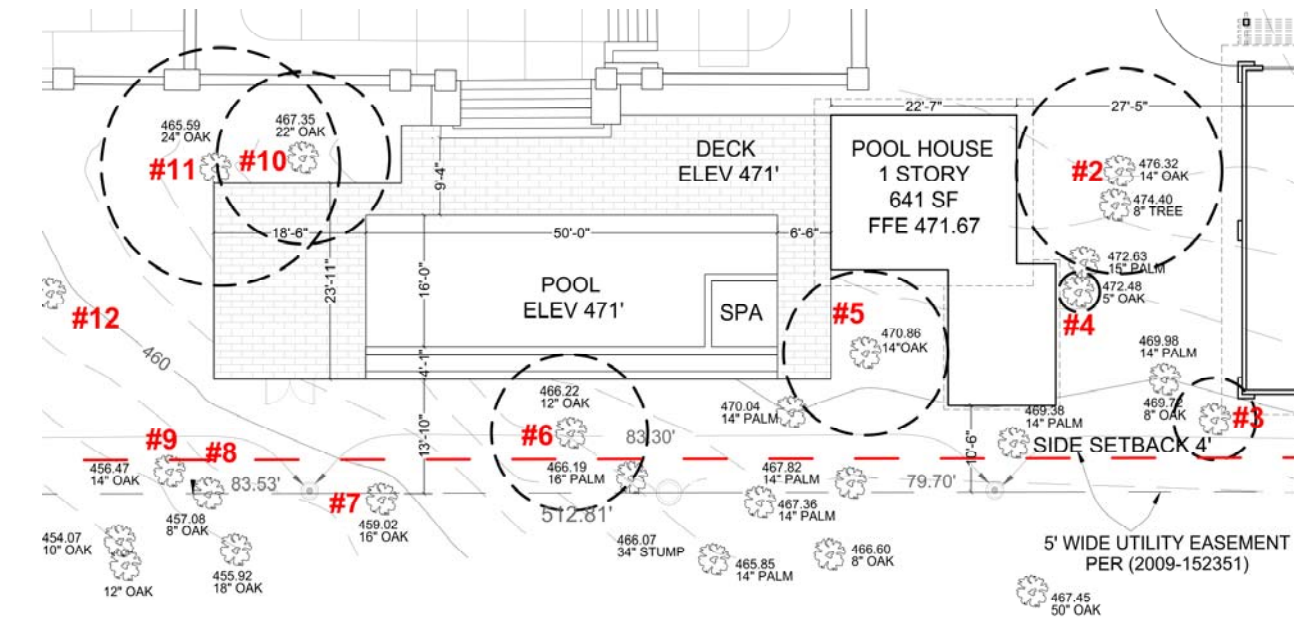 22'-7"
27'-5"
465.59
24" OAK
467.35
22" OAK
#11
#10
DECK
ELEV 471'
POOL HOUSE
1 STORY
641 SF
FFE 471.67
#2
476.32
14" OAK
474.40
8" TREE
9'-4"
18'-6"
50'-0"
6'-6"
23'-11"
16'-0"
POOL
ELEV 471'
SPA
472.63
15" PALM
472.48
5" OAK
#12
#5
#4
470.86
14"OAK
460
4'-1"
469.98
14" PALM
466.22
12" OAK
469.72
8" OAK
470.04
14" PALM
469.38
14" PALM
#3
#6
83.30'
13'-10"
10'-6"
SIDE SETBACK 4'
#9
#8
456.47
14" OAK
466.19
16" PALM
467.82
14" PALM
83.53'
79.70'
#7
467.36
14" PALM
512.81'
457.08
8" OAK
459.02
16" OAK
454.07
10" OAK
466.07
34" STUMP
466.60
8" OAK
5' WIDE UTILITY EASEMENT
PER (2009-152351)
465.85
14" PALM
455.92
18" OAK
12" OAK
467.45
50" OAK